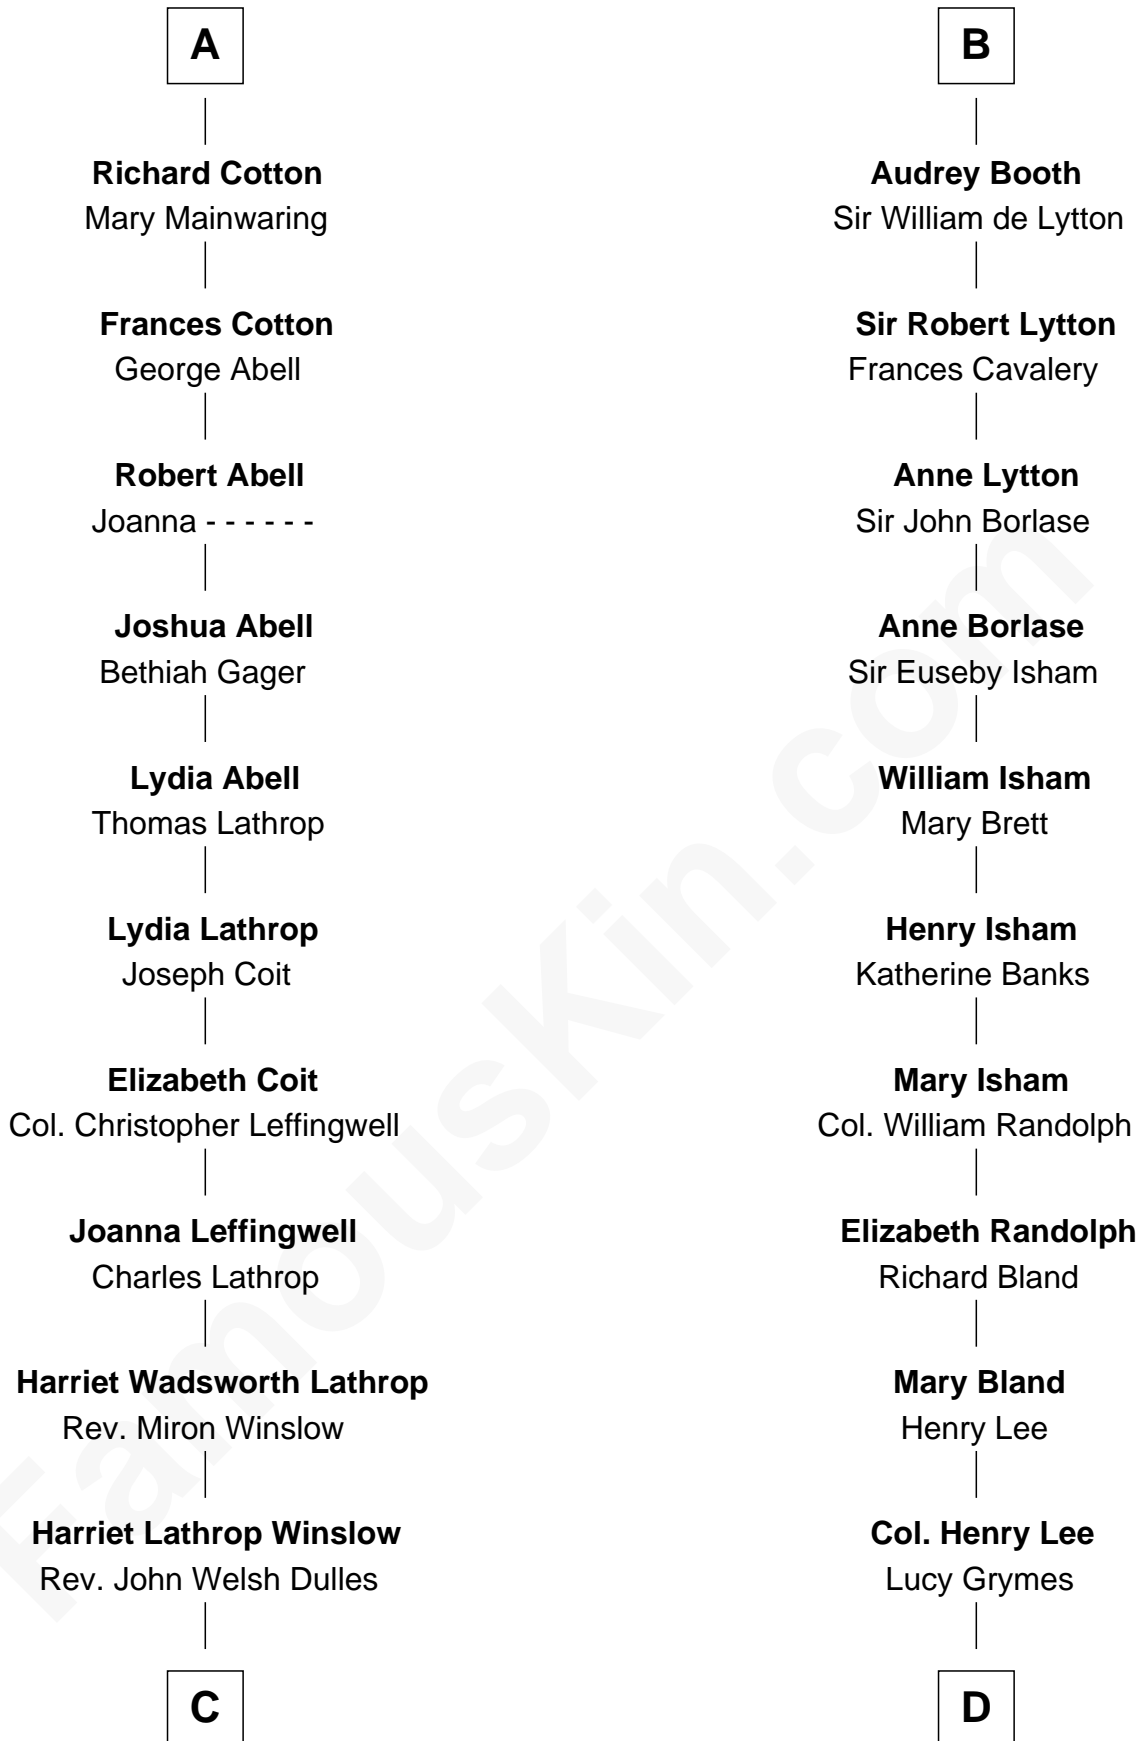 A
Richard Cotton
Mary Mainwaring
Frances Cotton
George Abell
Robert Abell
Joanna - - - - - -
Joshua Abell
Bethiah Gager
Lydia Abell
Thomas Lathrop
Lydia Lathrop
Joseph Coit
Elizabeth Coit
Col. Christopher Leffingwell
Joanna Leffingwell
Charles Lathrop
Harriet Wadsworth Lathrop
Rev. Miron Winslow
Harriet Lathrop Winslow
Rev. John Welsh Dulles
C
B
Audrey Booth
Sir William de Lytton
Sir Robert Lytton
Frances Cavalery
Anne Lytton
Sir John Borlase
Anne Borlase
Sir Euseby Isham
William Isham
Mary Brett
Henry Isham
Katherine Banks
Mary Isham
Col. William Randolph
Elizabeth Randolph
Richard Bland
Mary Bland
Henry Lee
Col. Henry Lee
Lucy Grymes
D
FamousKin.com